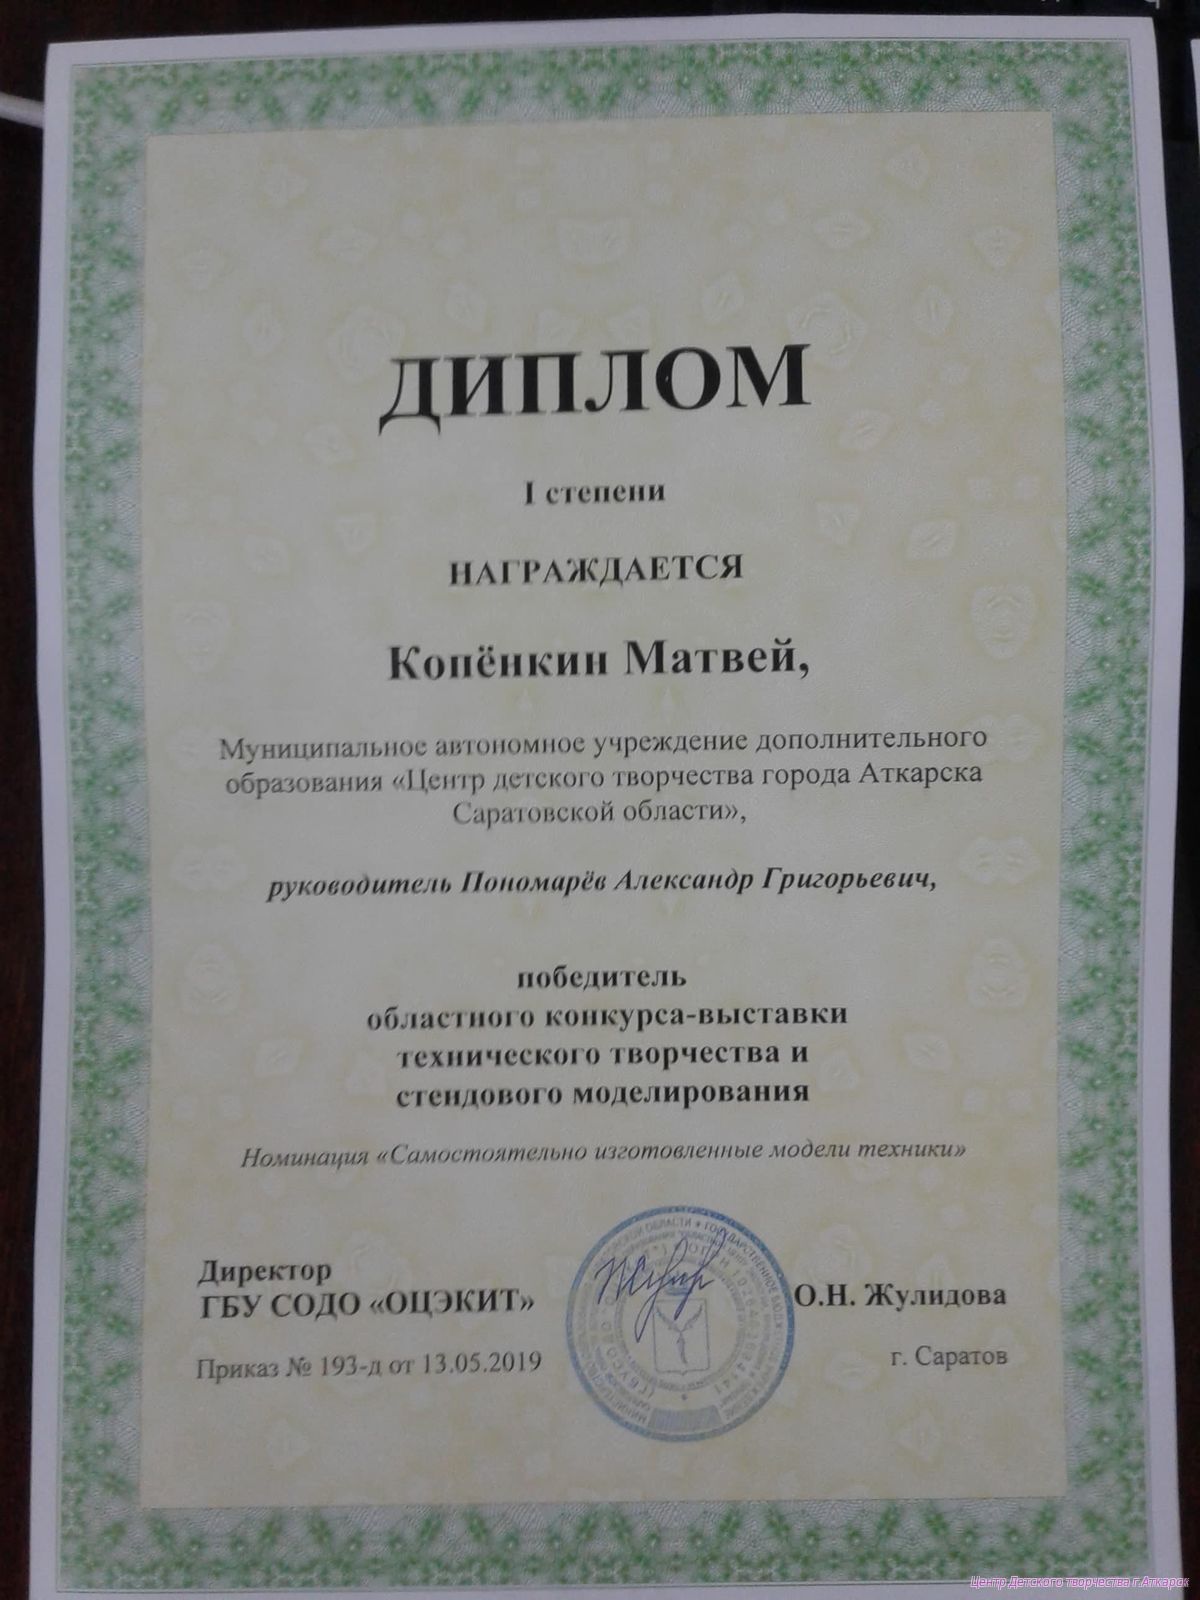 ДИПЛОМ
I степени
НАГРАЖДАЕТСЯ
Копёнкин Матвей,
Муниципальное автономное учреждение дополнительного
образования «Центр детского творчества города Аткарска
Саратовской области»,
руководитель Пономарёв Александр Григорьевич,
победитель
областного конкурса-выставки
технического творчества и
стендового моделирования
Номинация «Самостоятельно изготовленные модели техники»
Директор
ГБУ СОДО «ОЦЭКИТ»
О.Н. Жулидова
Приказ № 193-д от 13.05.2019
г. Саратов
Центр Детского творчества г.Аткарск